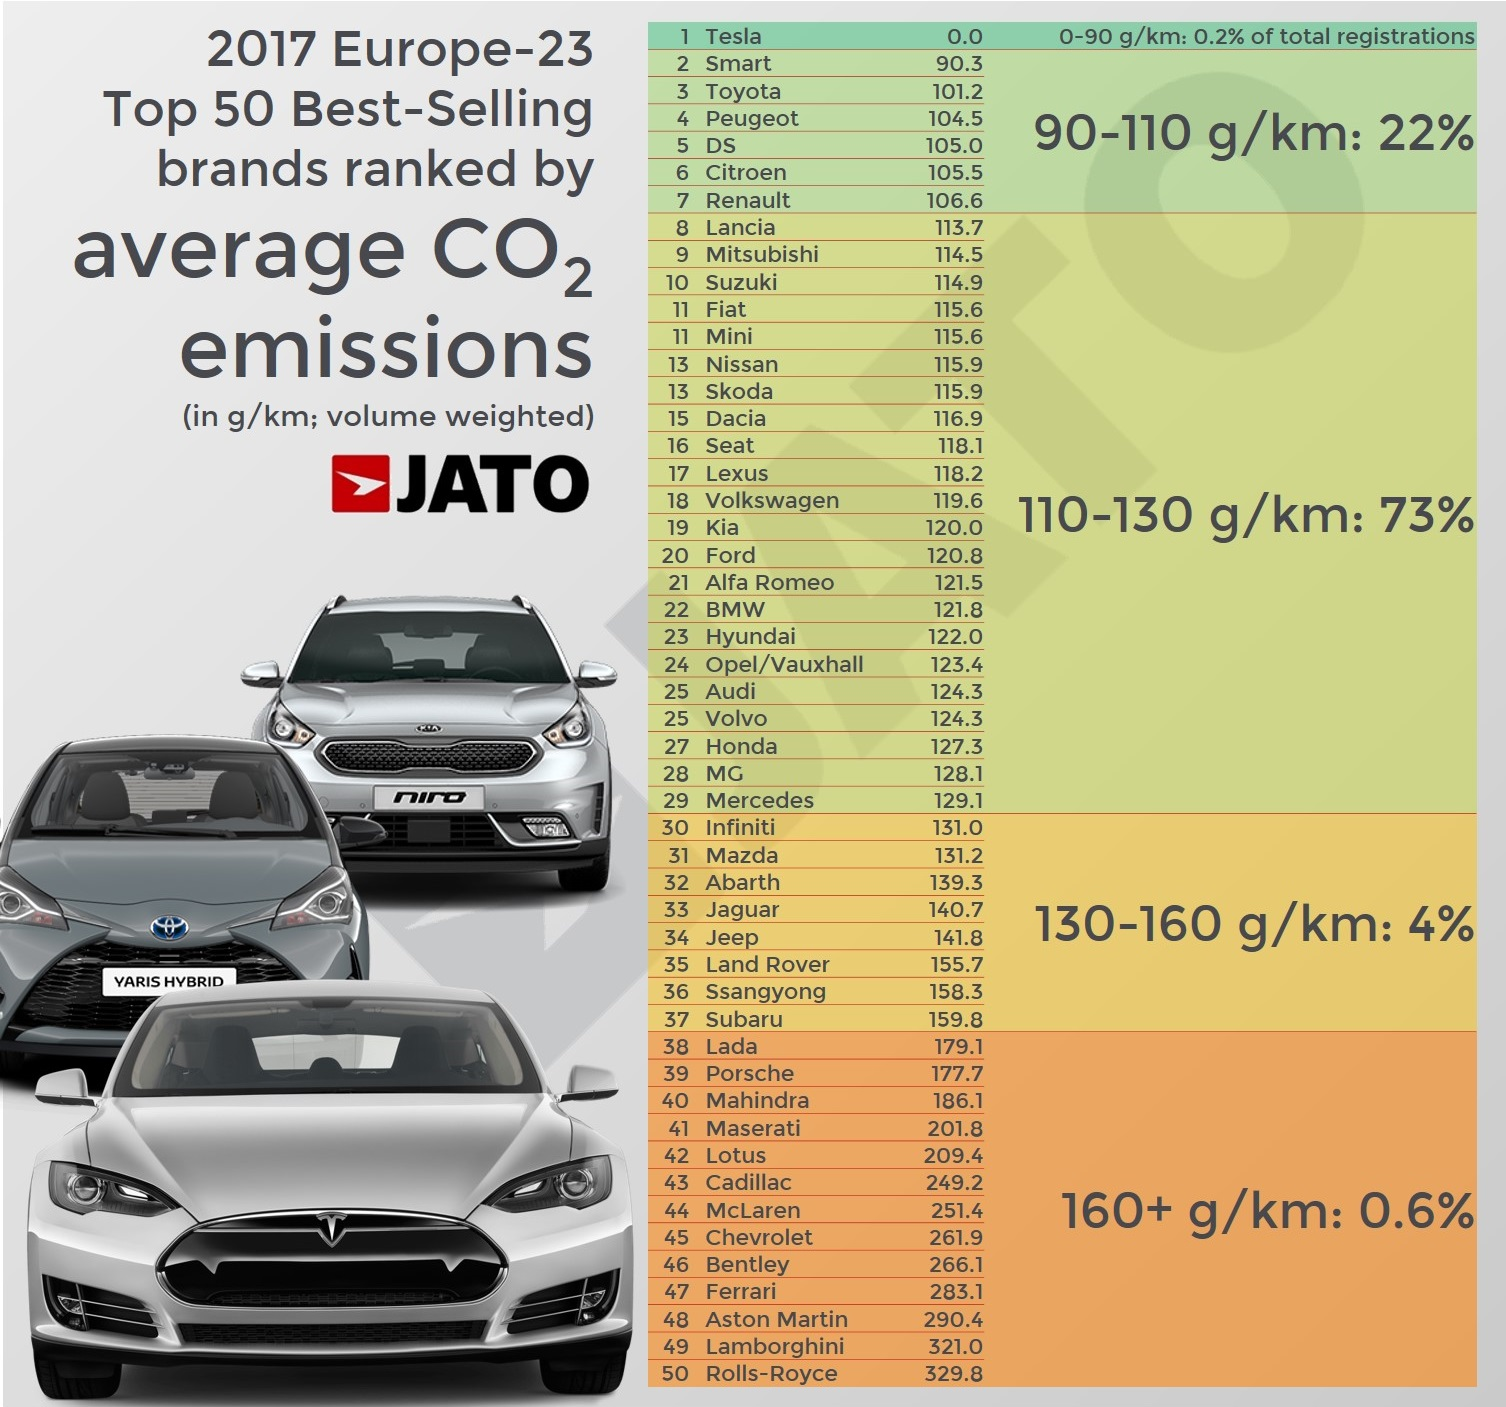 2017 Europe-23
Top 50 Best-Selling
brands ranked by
average CO₂
emissions
(in g/km; volume weighted)
JATO
KIA
NIRO
YARIS HYBRID
1 Tesla 0.0 0-90 g/km: 0.2% of total registrations
2 Smart 90.3
3 Toyota 101.2
4 Peugeot 104.5
90-110 g/km: 22%
5 DS 105.0
6 Citroen 105.5
7 Renault 106.6
8 Lancia 113.7
9 Mitsubishi 114.5
10 Suzuki 114.9
11 Fiat 115.6
11 Mini 115.6
13 Nissan 115.9
13 Skoda 115.9
15 Dacia 116.9
16 Seat 118.1
17 Lexus 118.2
18 Volkswagen 119.6
110-130 g/km: 73%
19 Kia 120.0
20 Ford 120.8
21 Alfa Romeo 121.5
22 BMW 121.8
23 Hyundai 122.0
24 Opel/Vauxhall 123.4
25 Audi 124.3
25 Volvo 124.3
27 Honda 127.3
28 MG 128.1
29 Mercedes 129.1
30 Infiniti 131.0
31 Mazda 131.2
32 Abarth 139.3
33 Jaguar 140.7
130-160 g/km: 4%
34 Jeep 141.8
35 Land Rover 155.7
36 Ssangyong 158.3
37 Subaru 159.8
38 Lada 179.1
39 Porsche 177.7
40 Mahindra 186.1
41 Maserati 201.8
42 Lotus 209.4
43 Cadillac 249.2
44 McLaren 251.4
160+ g/km: 0.6%
45 Chevrolet 261.9
46 Bentley 266.1
47 Ferrari 283.1
48 Aston Martin 290.4
49 Lamborghini 321.0
50 Rolls-Royce 329.8
JATO